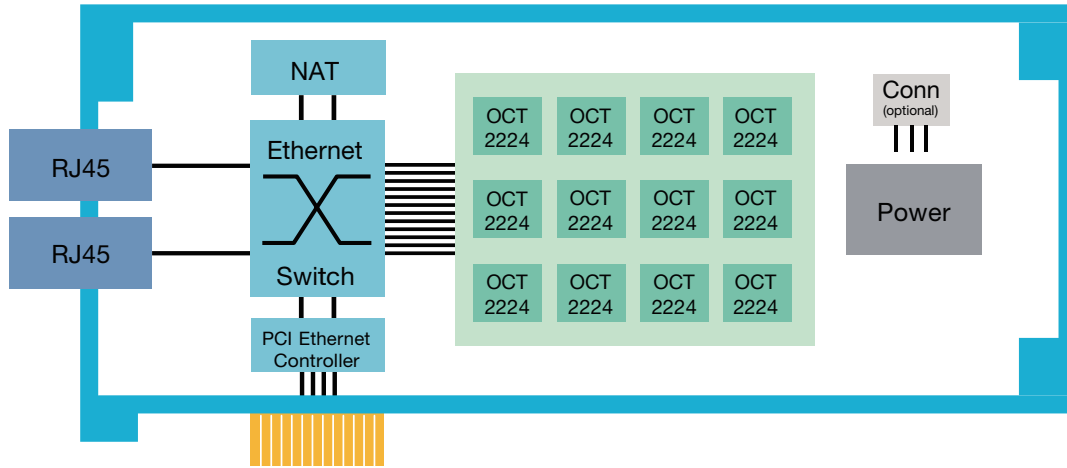 NAT
RJ45
RJ45
Ethernet
Switch
PCI Ethernet
Controller
OCT
2224
OCT
2224
OCT
2224
OCT
2224
OCT
2224
OCT
2224
OCT
2224
OCT
2224
OCT
2224
OCT
2224
OCT
2224
OCT
2224
Conn
(optional)
Power